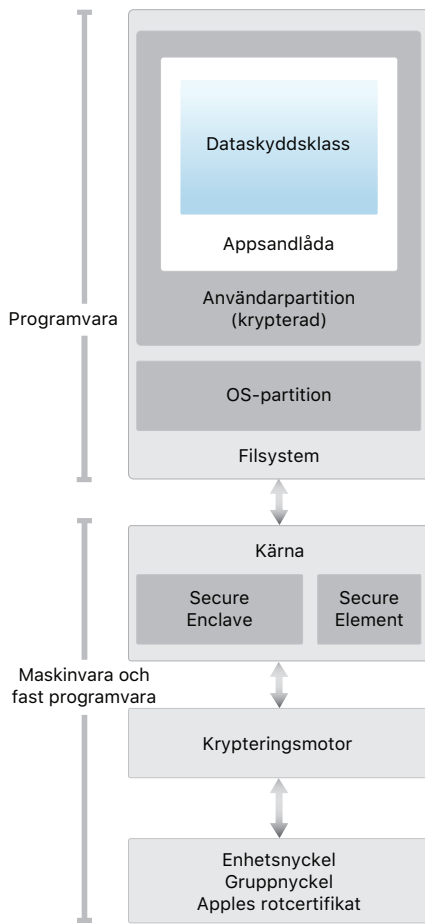 Dataskyddsklass
Appsandlåda
Användarpartition
(krypterad)
Programvara
OS-partition
Filsystem
Kärna
Secure
Enclave
Secure
Element
Maskinvara och
fast programvara
Krypteringsmotor
Enhetsnyckel
Gruppnyckel
Apples rotcertifikat